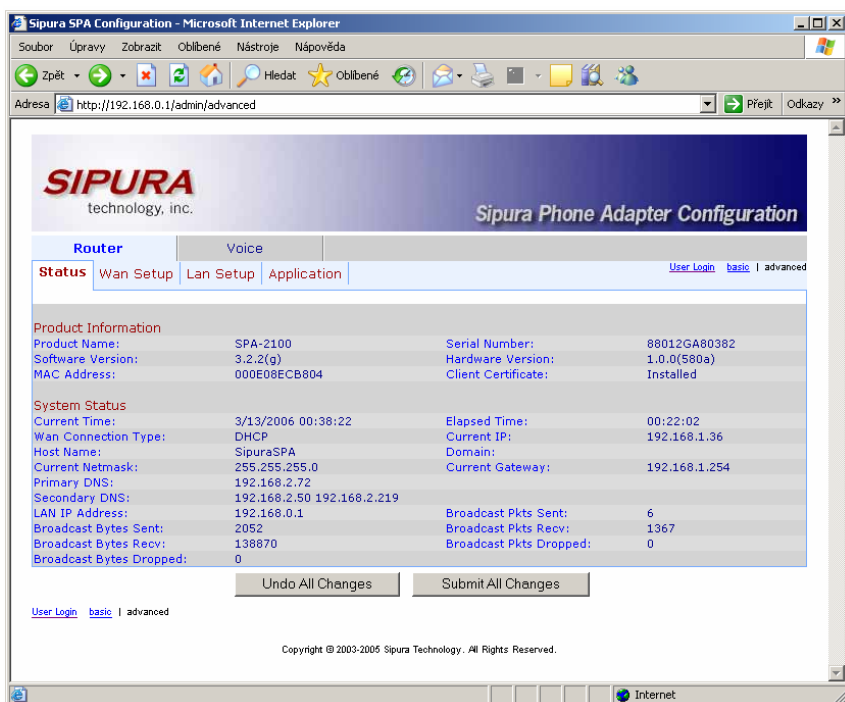 Sipura SPA Configuration - Microsoft Internet Explorer
Soubor Úpravy Zobrazit Oblíbené Nástroje Nápověda
Zpět Hledat Oblíbené
Adresa http://192.168.0.1/admin/advanced Přejít Odkazy »
SIPURA
technology, inc.
Sipura Phone Adapter Configuration
Router Voice
Status Wan Setup Lan Setup Application User Login basic | advanced
Product Information
Product Name: SPA-2100 Serial Number: 88012GA80382
Software Version: 3.2.2(g) Hardware Version: 1.0.0(580a)
MAC Address: 000E08ECB804 Client Certificate: Installed
System Status
Current Time: 3/13/2006 00:38:22 Elapsed Time: 00:22:02
Wan Connection Type: DHCP Current IP: 192.168.1.36
Host Name: SipuraSPA Domain:
Current Netmask: 255.255.255.0 Current Gateway: 192.168.1.254
Primary DNS: 192.168.2.72
Secondary DNS: 192.168.2.50 192.168.2.219
LAN IP Address: 192.168.0.1 Broadcast Pkts Sent: 6
Broadcast Bytes Sent: 2052 Broadcast Pkts Recv: 1367
Broadcast Bytes Recv: 138870 Broadcast Pkts Dropped: 0
Broadcast Bytes Dropped: 0
Undo All Changes Submit All Changes
User Login basic | advanced
Copyright © 2003-2005 Sipura Technology. All Rights Reserved.
Internet